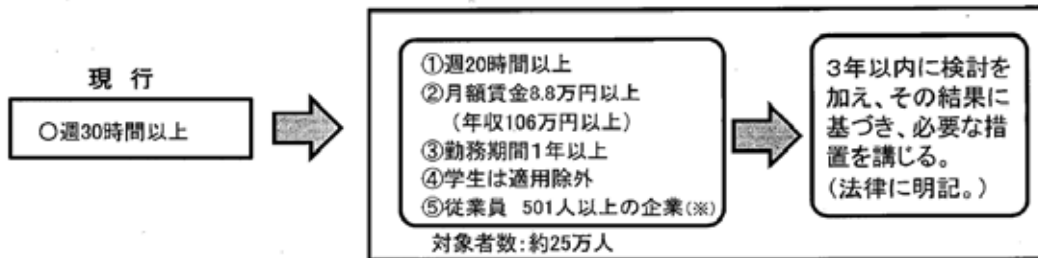 現 行
〇週30時間以上
①週20時間以上
②月額賃金8.8万円以上
（年収106万円以上）
③勤務期間1年以上
④学生は適用除外
⑤従業員 501人以上の企業(※)
対象者数：約25万人
3年以内に検討を
加え、その結果に
基づき、必要な措
置を講じる。
(法律に明記。)